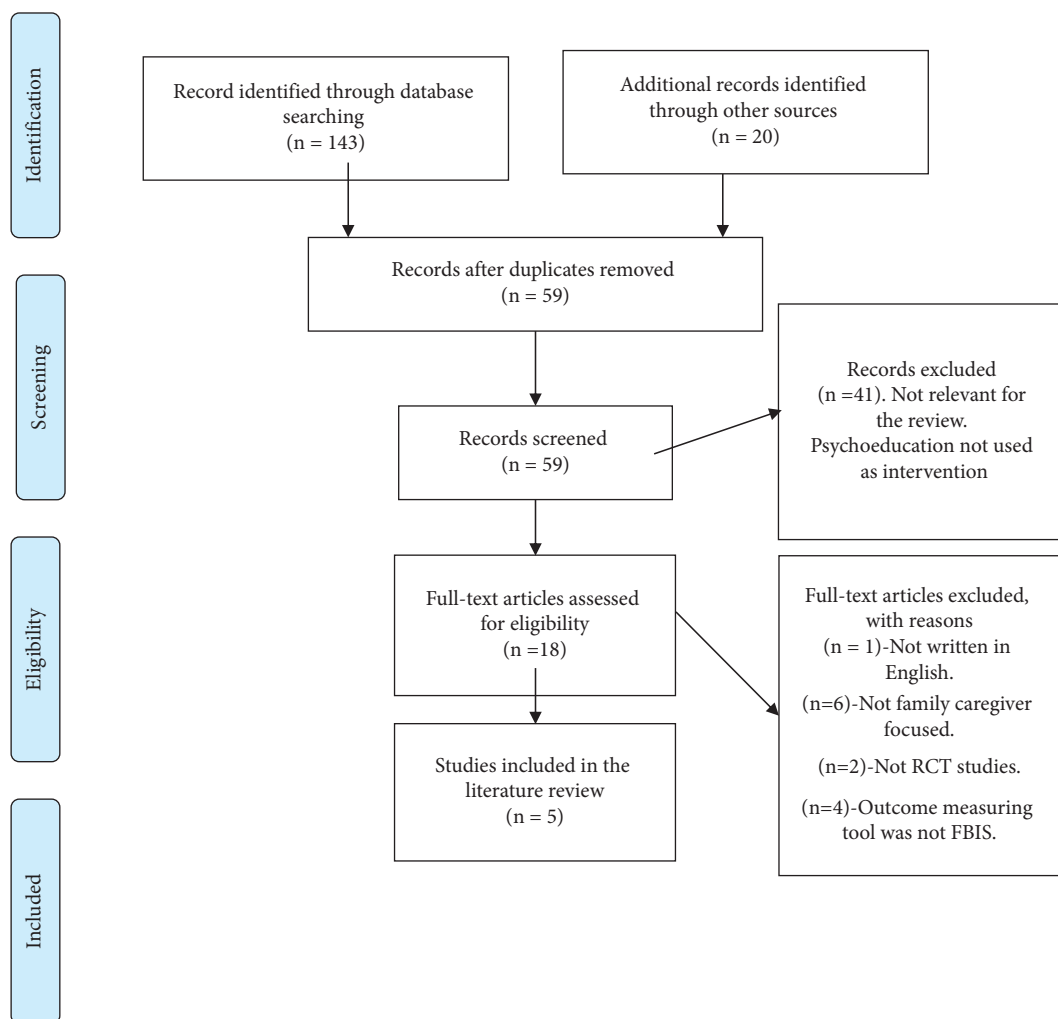 Identification
Record identified through database
searching
(n = 143)
Additional records identified
through other sources
(n = 20)
Records after duplicates removed
(n = 59)
Screening
Records screened
(n = 59)
Records excluded
(n =41). Not relevant for
the review.
Psychoeducation not used
as intervention
Eligibility
Full-text articles assessed
for eligibility
(n =18)
Full-text articles excluded,
with reasons
(n = 1)-Not written in
English.
(n=6)-Not family caregiver
focused.
(n=2)-Not RCT studies.
(n=4)-Outcome measuring
tool was not FBIS.
Studies included in the
literature review
(n = 5)
Included